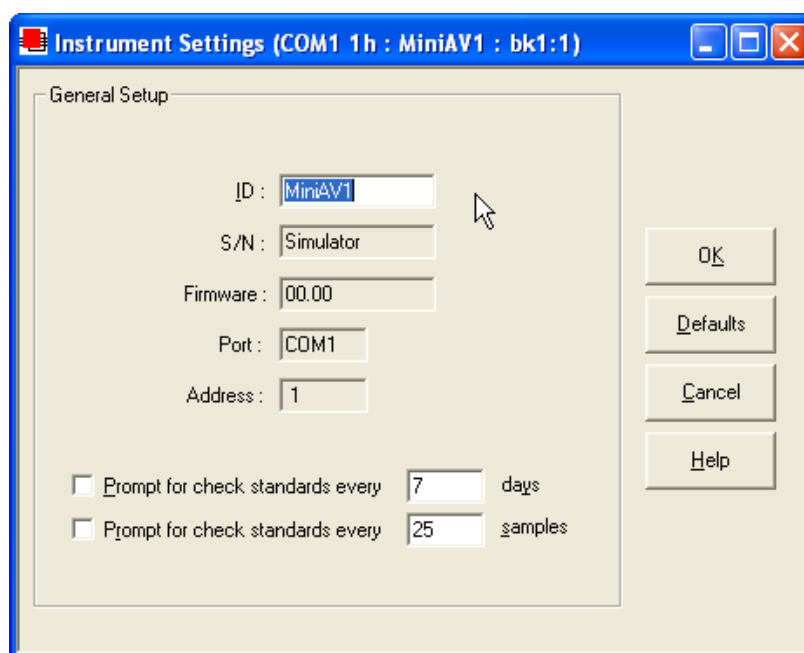 Instrument Settings (COM1 1h : MiniAV1 : bk1:1)
General Setup
ID : MiniAV1
S/N : Simulator
Firmware : 00.00
Port : COM1
Address : 1
Prompt for check standards every 7 days
Prompt for check standards every 25 samples
OK
Defaults
Cancel
Help